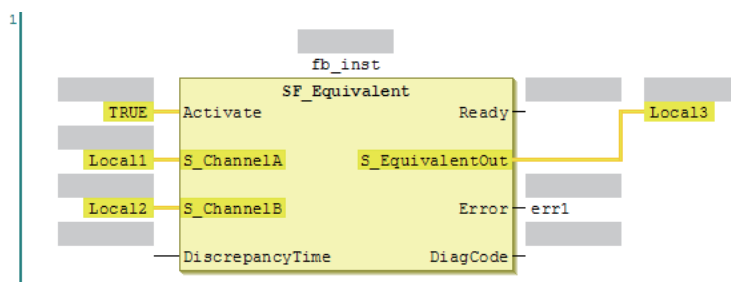 1
fb_inst
SF_Equivalent
TRUE Activate Ready Local3
Local1 S_ChannelA S_EquivalentOut
Local2 S_ChannelB Error err1
DiscrepancyTime DiagCode